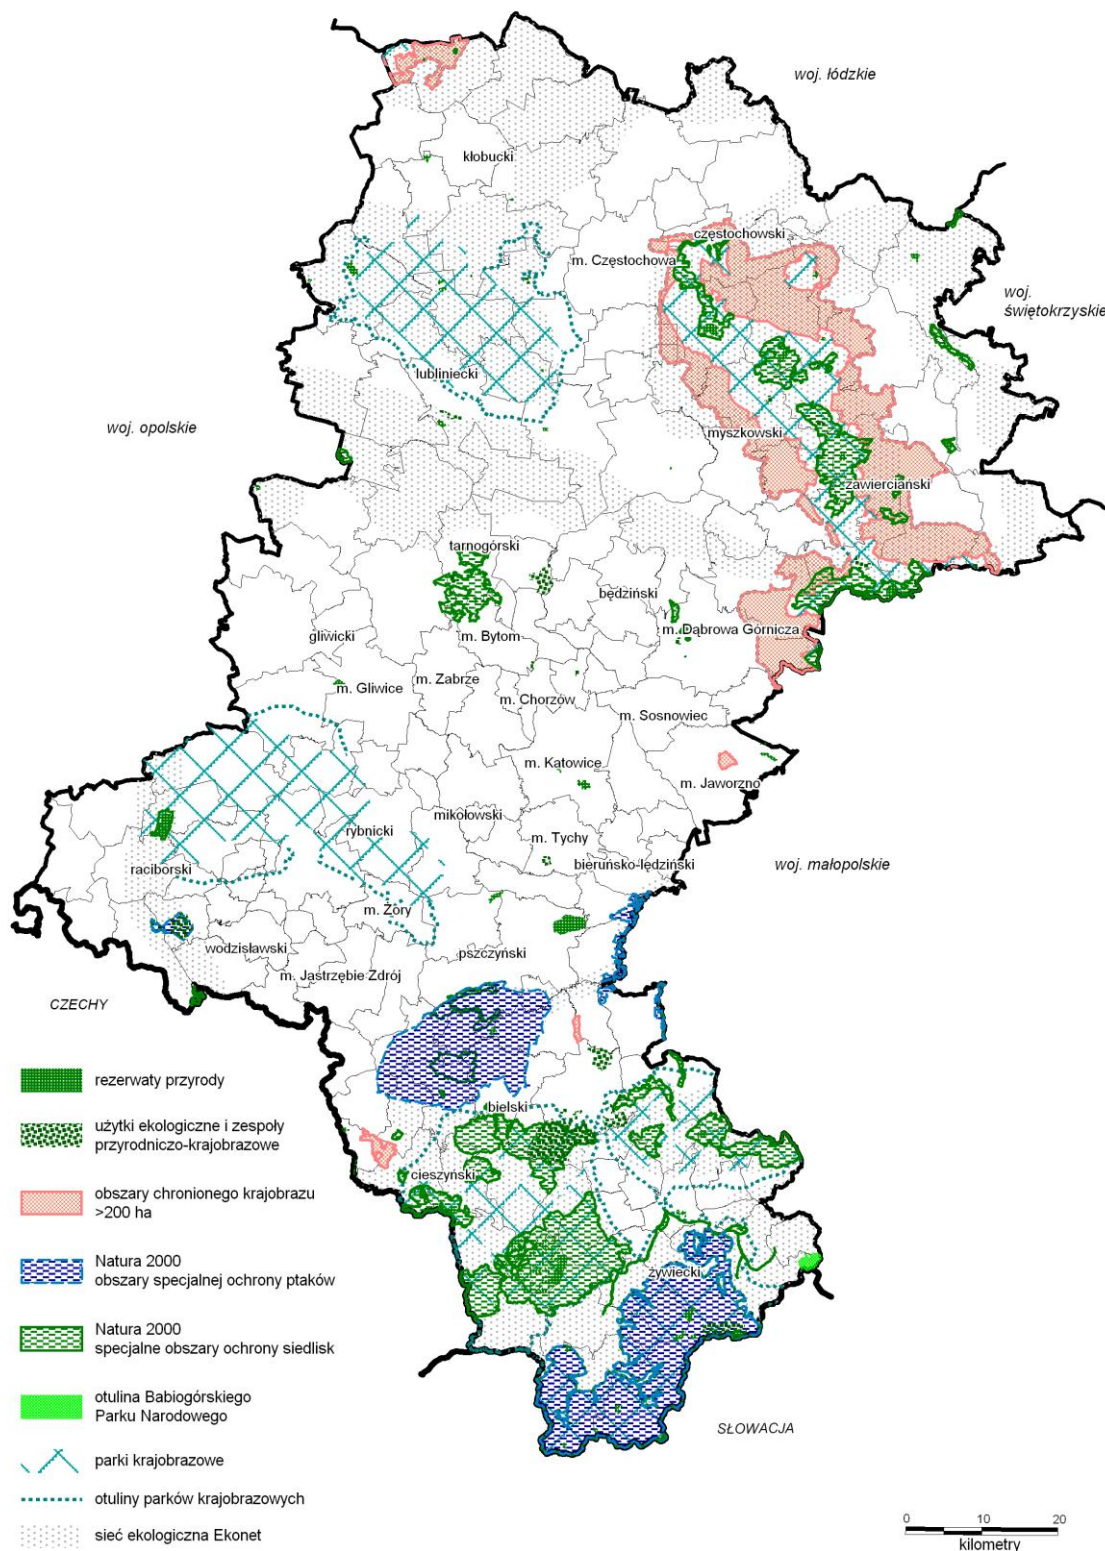 woj. łódzkie
kłobucki
częstochowski
m. Częstochowa
woj.
świętokrzyskie
lubliniecki
woj. opolskie
myszkowski
zawierciański
tarnogórski
będziński
gliwicki
m. Bytom
m. Dąbrowa Górnicza
m. Gliwice
m. Zabrze
m. Chorzów
m. Sosnowiec
m. Katowice
m. Jaworzno
mikołowski
rybnicki
m. Tychy
raciborski
bieruńsko-lędziński
woj. małopolskie
m. Żory
wodzisławski
pszczyński
m. Jastrzębie Zdrój
CZECHY
rezerwaty przyrody
bielski
użytki ekologiczne i zespoły
przyrodniczo-krajobrazowe
cieszyński
obszary chronionego krajobrazu
>200 ha
Natura 2000
obszary specjalnej ochrony ptaków
żywiecki
Natura 2000
specjalne obszary ochrony siedlisk
otulina Babiogórskiego
Parku Narodowego
SŁOWACJA
parki krajobrazowe
otuliny parków krajobrazowych
sieć ekologiczna Ekonet
0 10 20
kilometry